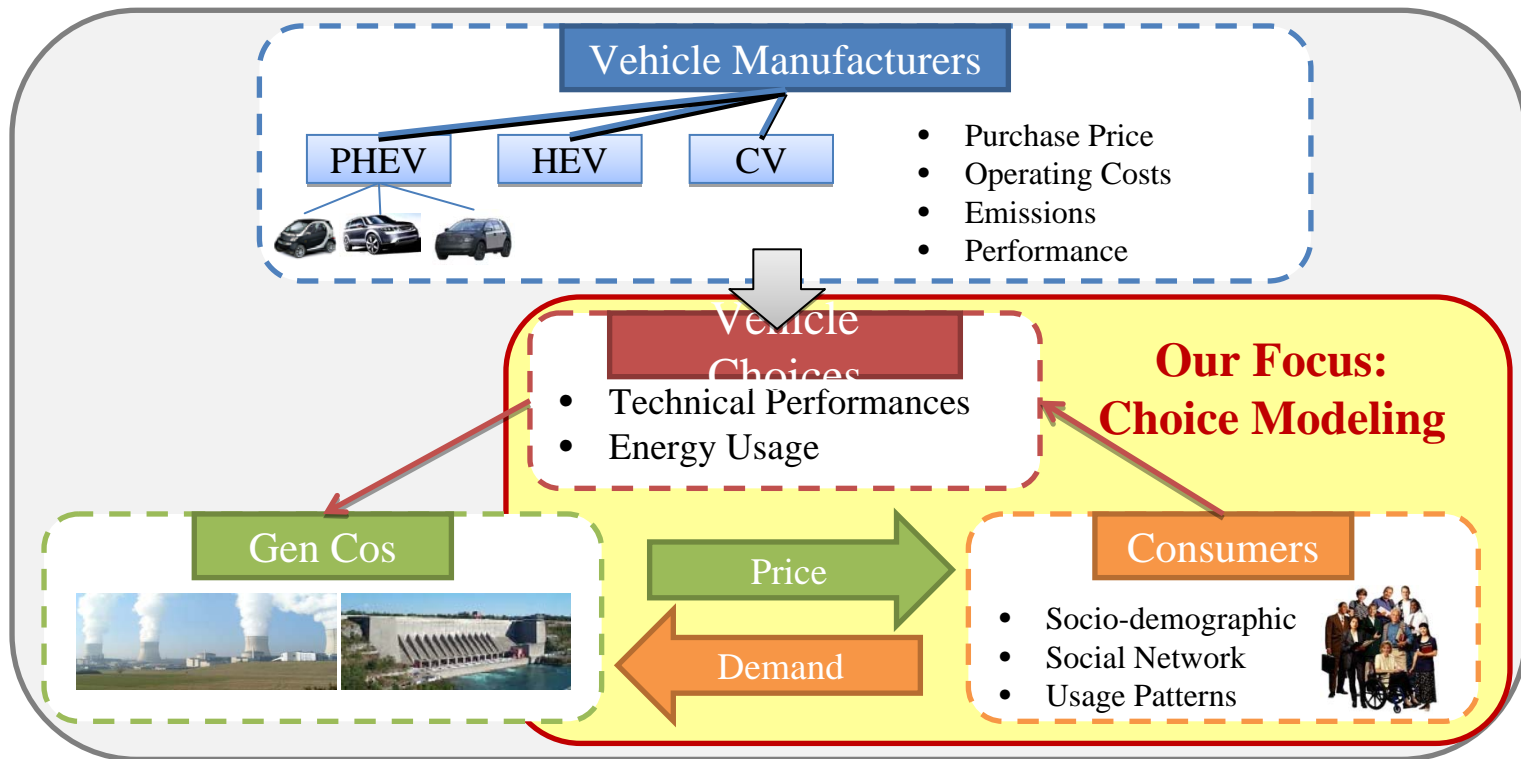 Vehicle Manufacturers
PHEV
HEV
CV
• Purchase Price
• Operating Costs
• Emissions
• Performance
Vehicle
Choices
• Technical Performances
• Energy Usage
Our Focus:
Choice Modeling
Gen Cos
Price
Demand
Consumers
• Socio-demographic
• Social Network
• Usage Patterns